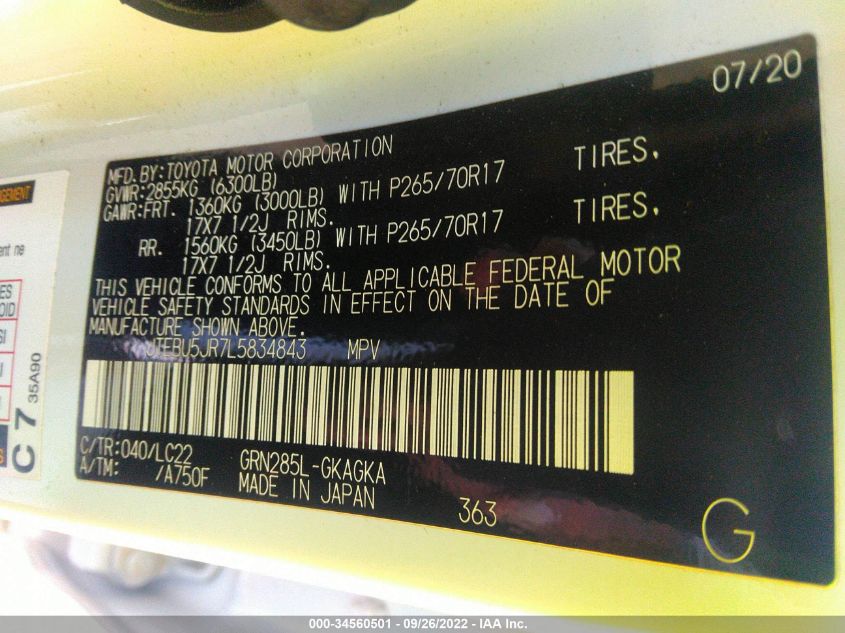 07/20
MFD.BY:TOYOTA MOTOR CORPORATION
GVWR:2855KG (6300LB)
GAWR:FRT. 1360KG (3000LB) WITH P265/70R17 TIRES.
17X7 1/2J RIMS.
RR. 1560KG (3450LB) WITH P265/70R17 TIRES.
17X7 1/2J RIMS.
THIS VEHICLE CONFORMS TO ALL APPLICABLE FEDERAL MOTOR
VEHICLE SAFETY STANDARDS IN EFFECT ON THE DATE OF
MANUFACTURE SHOWN ABOVE.
JTEBU5JR7L5834843 MPV
C/TR:040/LC22 GRN285L-GKAGKA
A/TM: /A750F MADE IN JAPAN
363
G
C 7
35A90
000-34560501 - 09/26/2022 - IAA Inc.